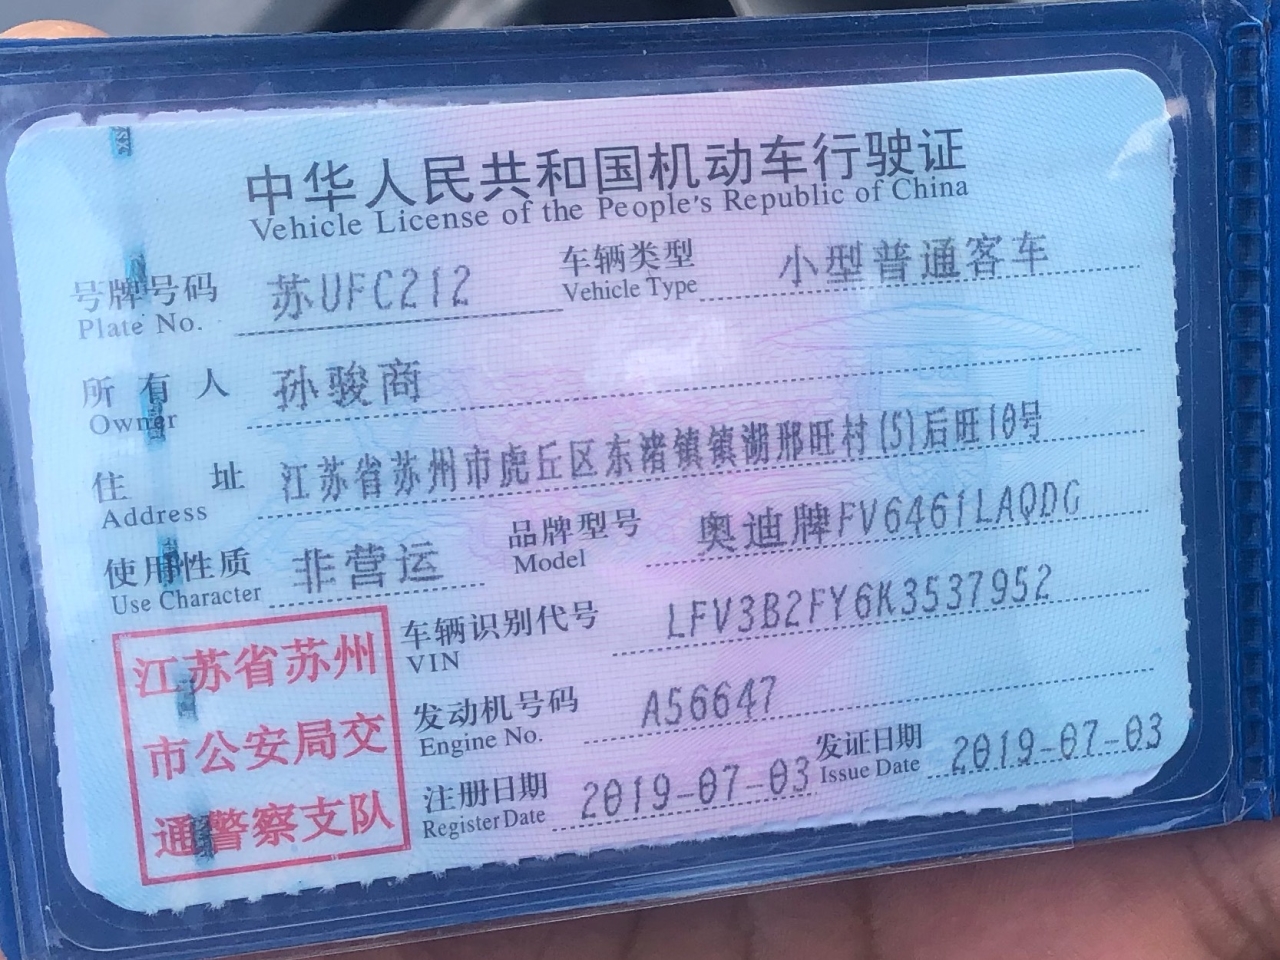 中华人民共和国机动车行驶证
Vehicle License of the People's Republic of China
号牌号码 苏UFC212 车辆类型 小型普通客车
Plate No. Vehicle Type
所有人 孙骏商
Owner
住址 江苏省苏州市虎丘区东渚镇镇湖邢旺村(5)后旺10号
Address
使用性质 非营运 品牌型号 奥迪牌FV6461LAQDG
Use Character Model
车辆识别代号 LFV3B2FY6K3537952
VIN
发动机号码 A56647
Engine No.
注册日期 2019-07-03 发证日期 2019-07-03
Register Date Issue Date
江苏省苏州
市公安局交
通警察支队